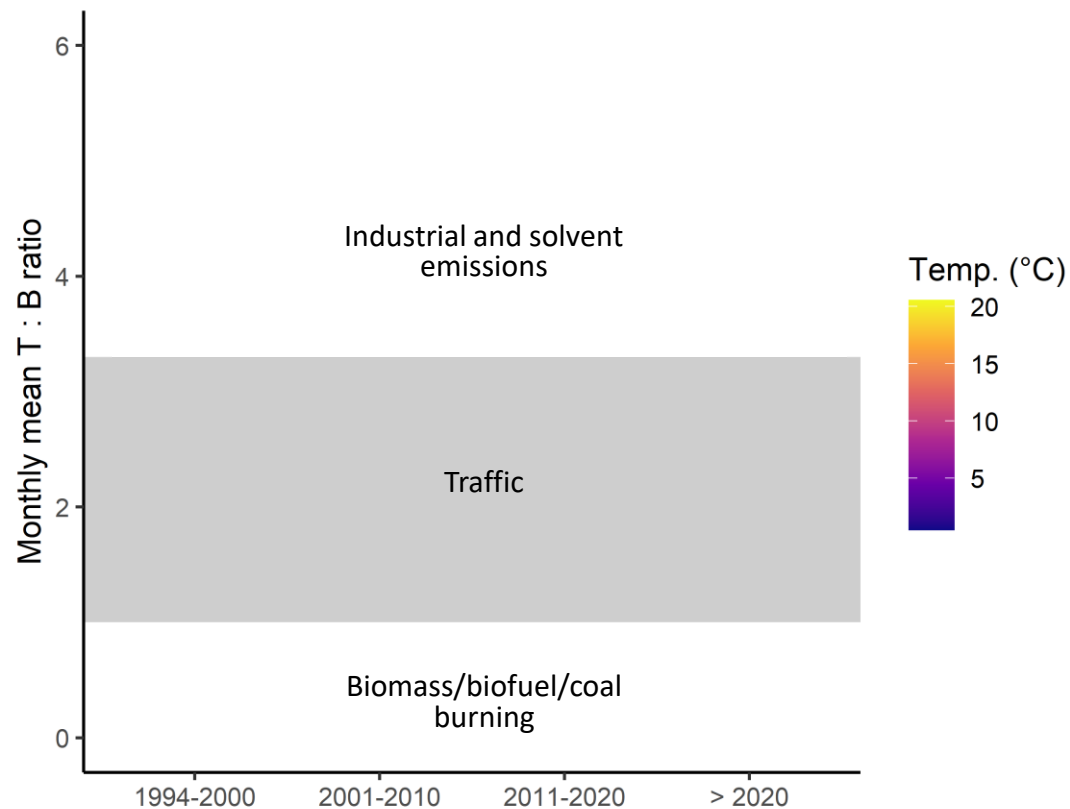 Monthly mean T : B ratio
6
4
2
0
Industrial and solvent
emissions
Traffic
Biomass/biofuel/coal
burning
1994-2000
2001-2010
2011-2020
> 2020
Temp. (°C)
20
15
10
5